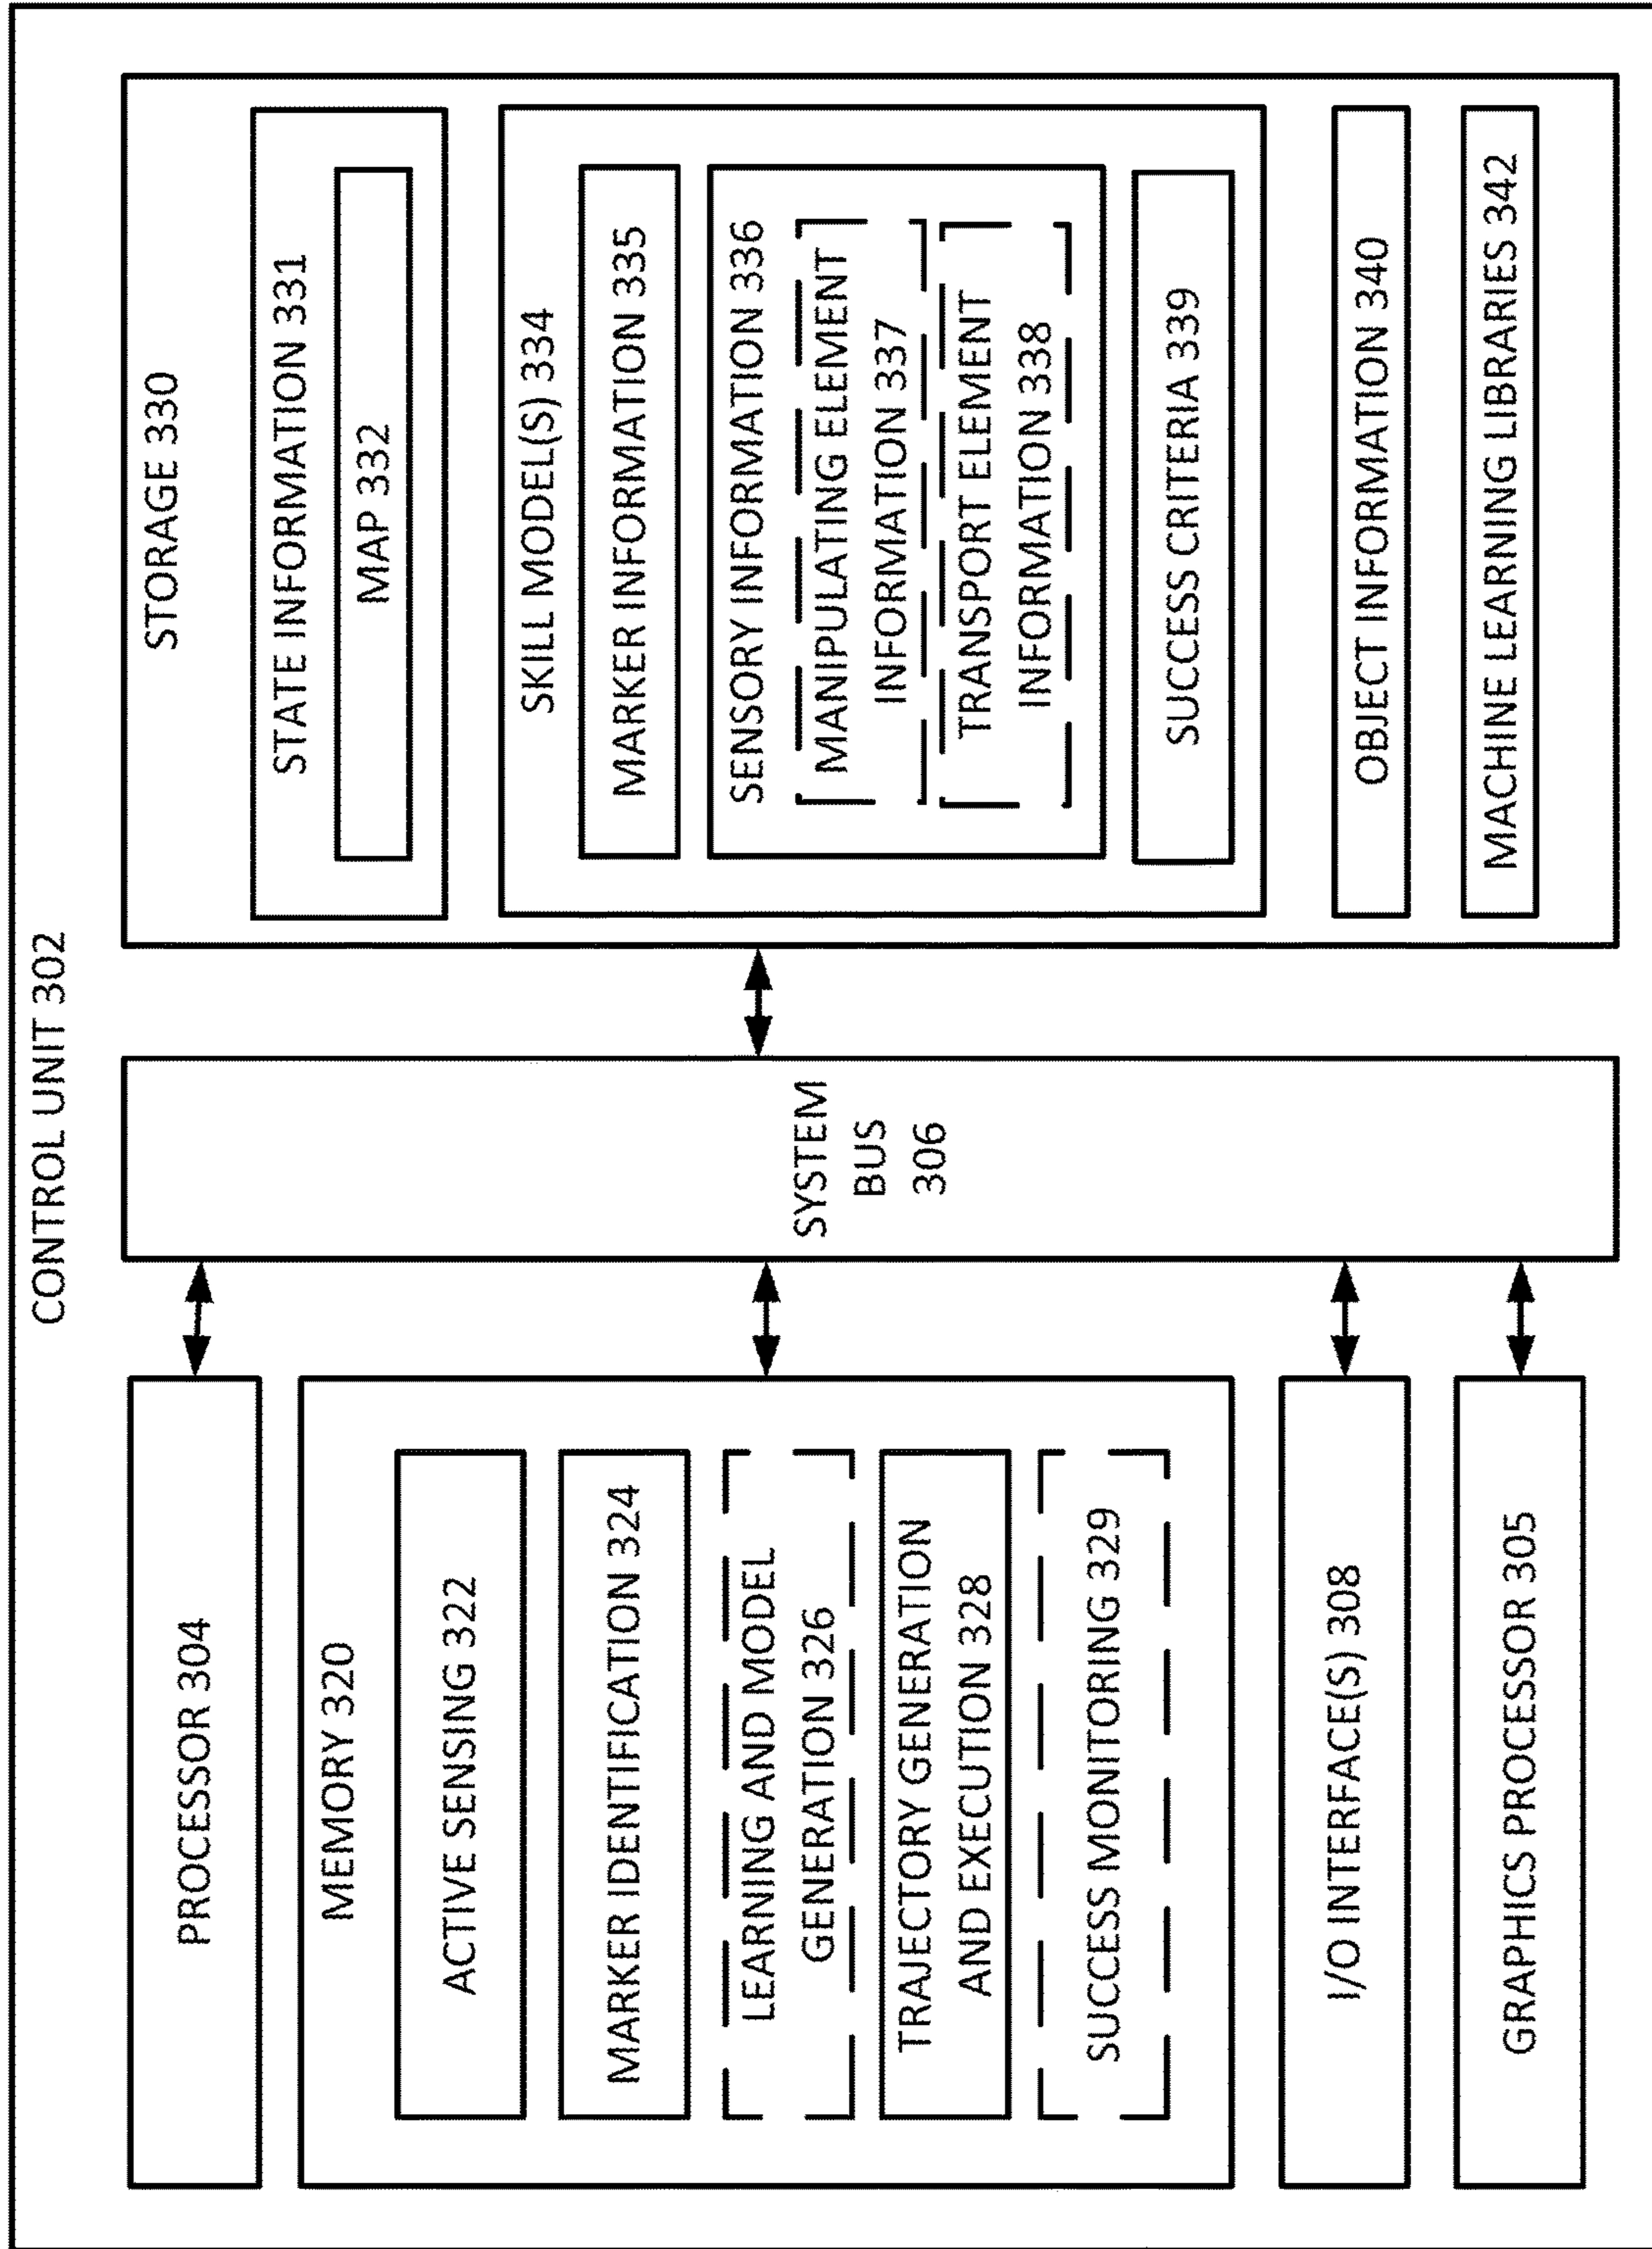 CONTROL UNIT 302
PROCESSOR 304
MEMORY 320
ACTIVE SENSING 322
MARKER IDENTIFICATION 324
LEARNING AND MODEL
GENERATION 326
TRAJECTORY GENERATION
AND EXECUTION 328
SUCCESS MONITORING 329
I/O INTERFACE(S) 308
GRAPHICS PROCESSOR 305
SYSTEM
BUS
306
STORAGE 330
STATE INFORMATION 331
MAP 332
SKILL MODEL(S) 334
MARKER INFORMATION 335
SENSORY INFORMATION 336
MANIPULATING ELEMENT
INFORMATION 337
TRANSPORT ELEMENT
INFORMATION 338
SUCCESS CRITERIA 339
OBJECT INFORMATION 340
MACHINE LEARNING LIBRARIES 342